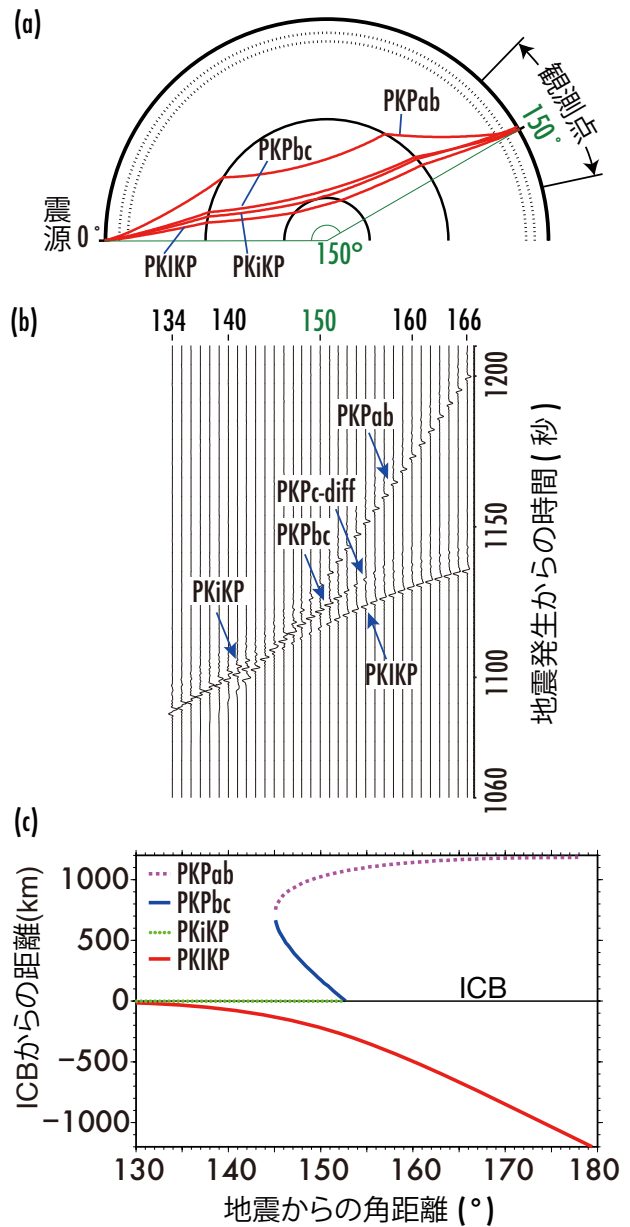 (a)
PKPab
PKPbc
観測点
150°
震源
0°
PKIKP
PKiKP
150°
(b)
134 140 150 160 166
PKPab
PKPc-diff
PKPbc
PKiKP
PKIKP
1200
1150
1100
1060
地震発生からの時間(秒)
(c)
PKPab
PKPbc
PKiKP
PKIKP
ICB
1000
500
0
−500
−1000
ICBからの距離(km)
130 140 150 160 170 180
地震からの角距離 (°)